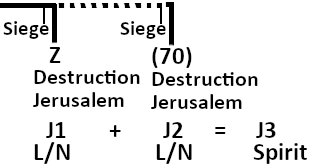 Siege Siege
Z (70)
Destruction Destruction
Jerusalem Jerusalem
J1 + J2 = J3
L/N L/N Spirit